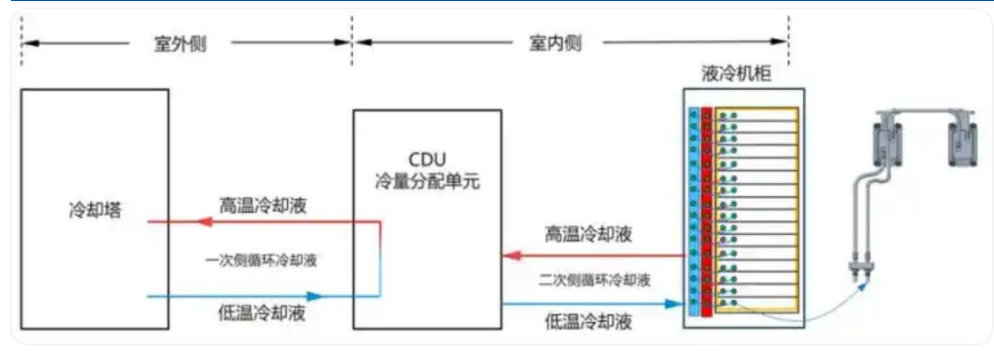 室外侧
室内侧
液冷机柜
CDU
冷量分配单元
冷却塔
高温冷却液
一次侧循环冷却液
低温冷却液
高温冷却液
二次侧循环冷却液
低温冷却液